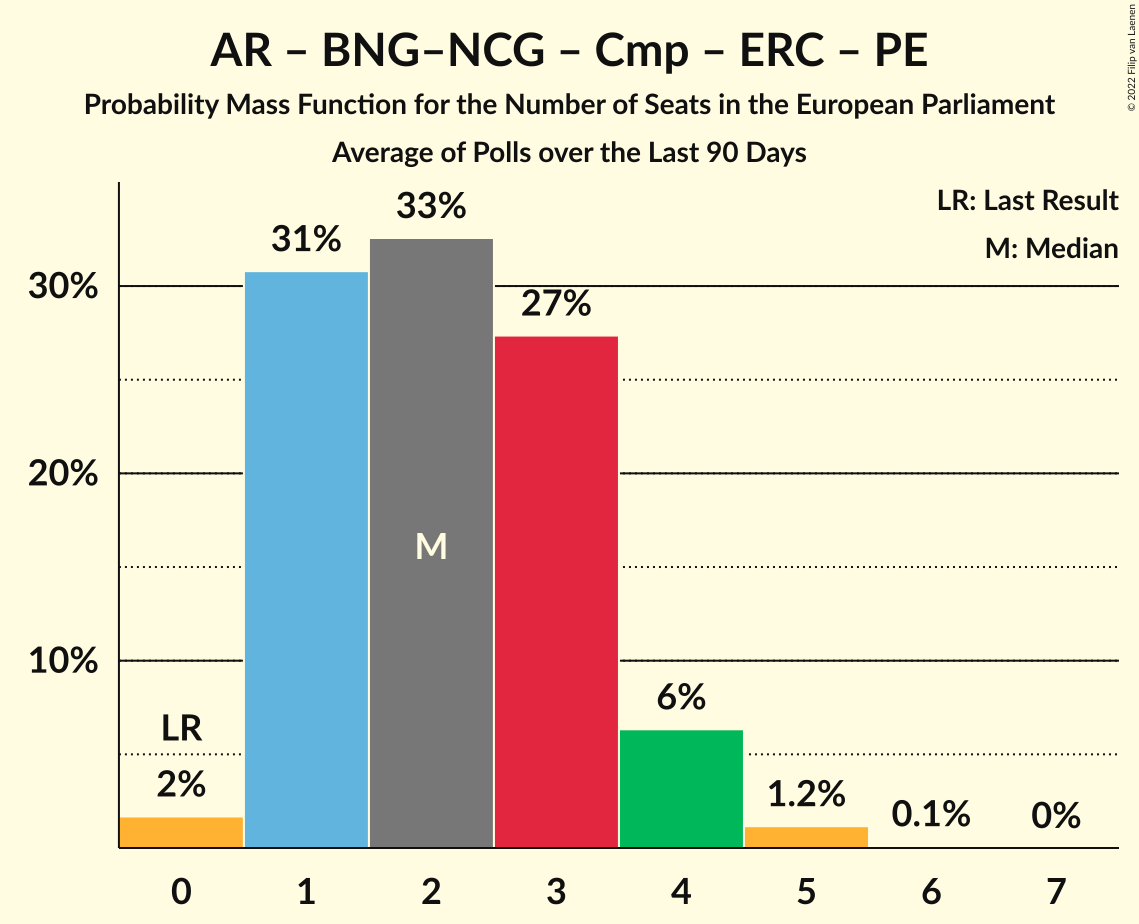 AR – BNG–NCG – Cmp – ERC – PE
Probability Mass Function for the Number of Seats in the European Parliament
Average of Polls over the Last 90 Days
© 2022 Filip van Laenen
LR: Last Result
M: Median
33%
31%
30%
27%
20%
M
10%
6%
LR
2%
1.2%
0.1%
0%
0 1 2 3 4 5 6 7